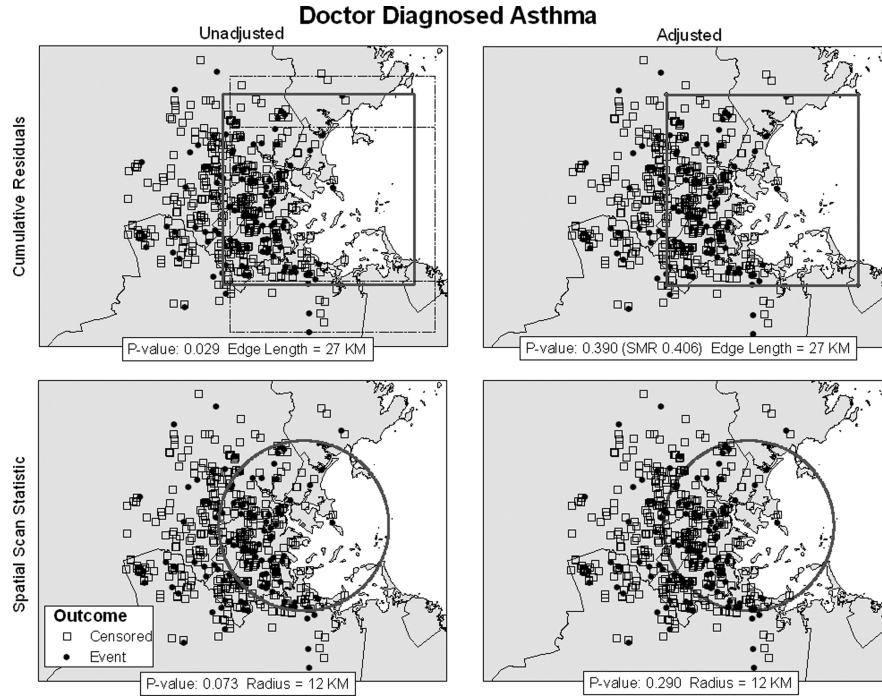 Doctor Diagnosed Asthma
Unadjusted
Adjusted
Cumulative Residuals
P-value: 0.029 Edge Length = 27 KM
P-value: 0.390 (SMR 0.406) Edge Length = 27 KM
Spatial Scan Statistic
Outcome
Censored
Event
P-value: 0.073 Radius = 12 KM
P-value: 0.290 Radius = 12 KM